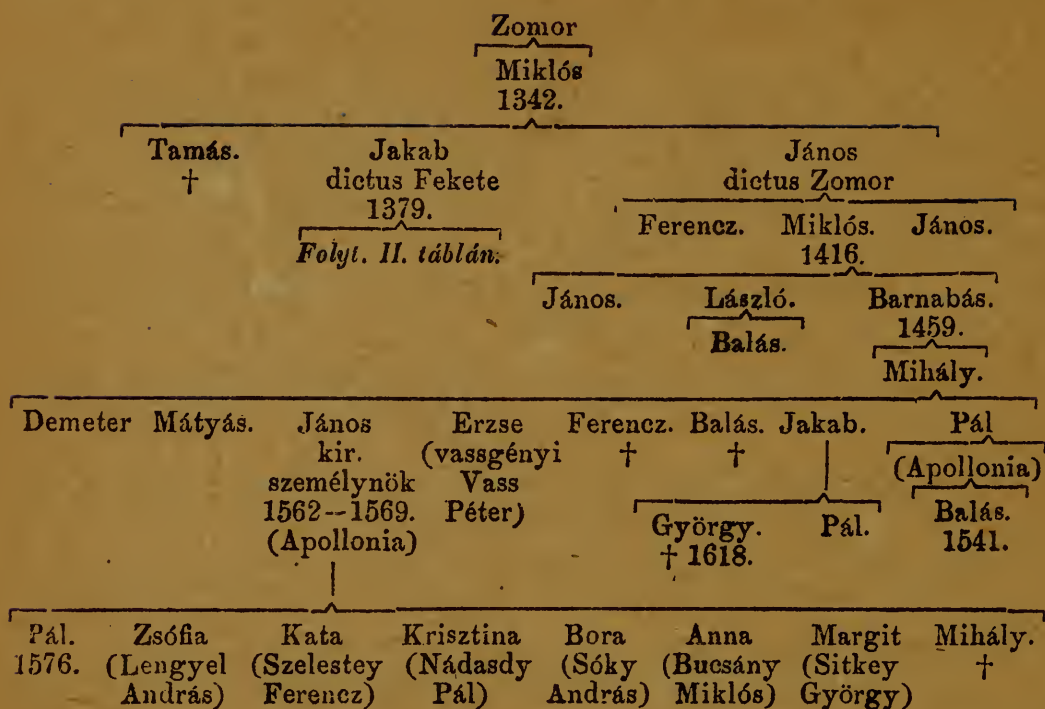 Zomor
Miklós
1342.
Tamás. Jakab János
† dictus Fekete dictus Zomor
1379. Ferencz. Miklós. János.
Folyt. II. táblán. 1416.
János. László. Barnabás.
Balás. 1459.
Mihály.
Demeter Mátyás. János Erzse Ferencz. Balás. Jakab. Pál
kir. (vassgényi † † (Apollonia)
személynök Vass Balás.
1562–1569. Péter) György. Pál. 1541.
(Apollonia) † 1618.
Pál. Zsófia Kata Krisztina Bora Anna Margit Mihály.
1576. (Lengyel (Szelestey (Nádasdy (Sóky (Bucsány (Sitkey †
András) Ferencz) Pál) András) Miklós) György)